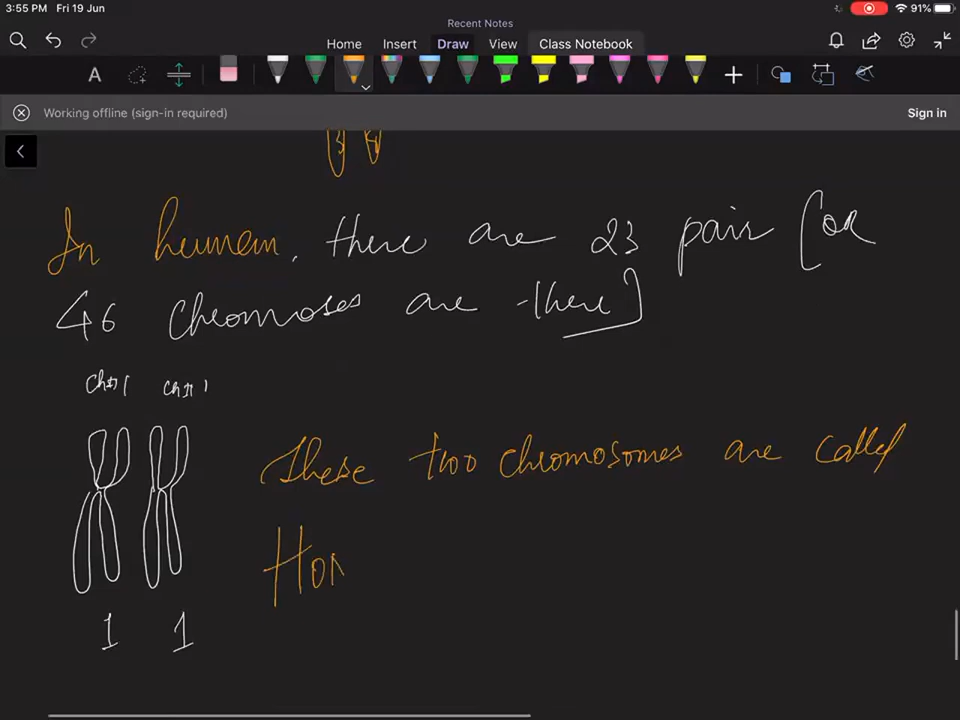 3:55 PM Fri 19 Jun
91%
Recent Notes
Home Insert Draw View Class Notebook
Working offline (sign-in required)
Sign in
In human, there are 23 pair [or
46 Chromoses are there]
Ch#1 Ch#1
These two chromosomes are called
Hom
1 1